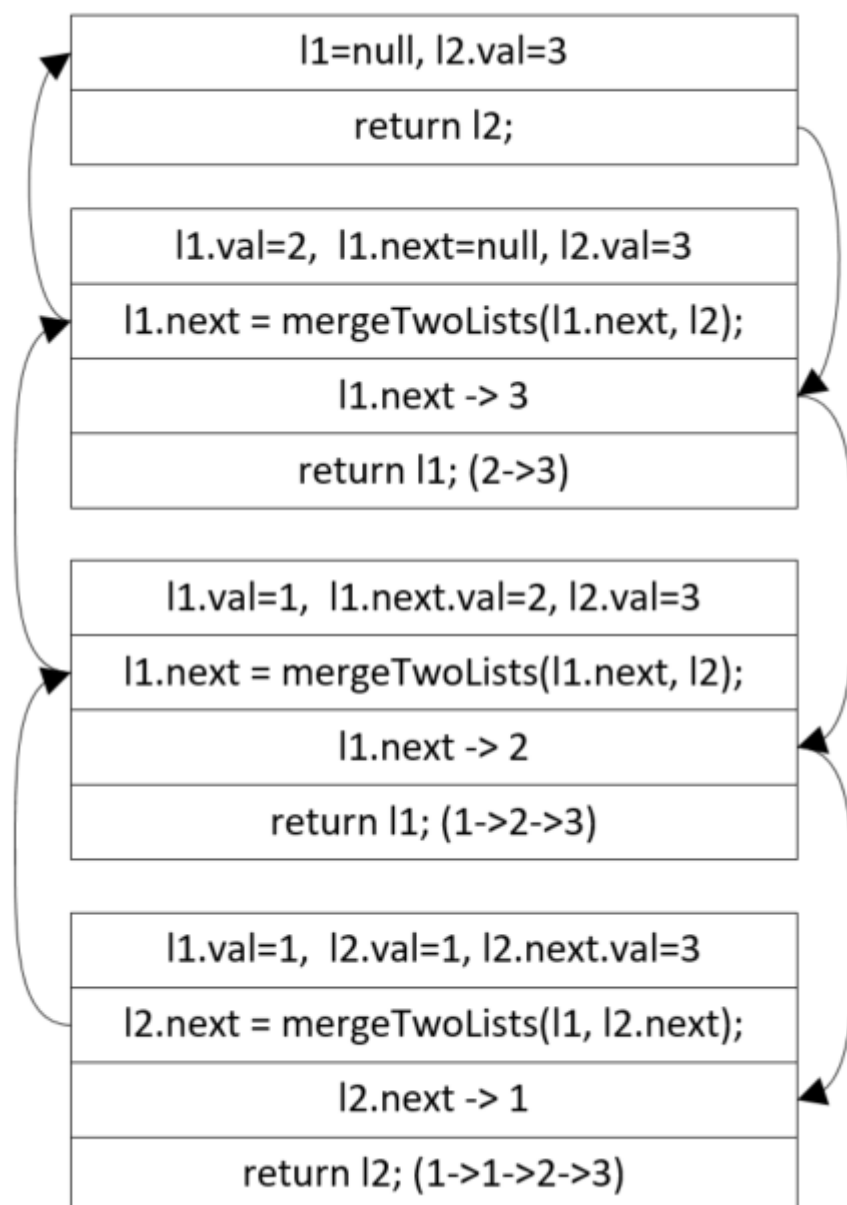 l1=null, l2.val=3
return l2;
l1.val=2, l1.next=null, l2.val=3
l1.next = mergeTwoLists(l1.next, l2);
l1.next -> 3
return l1; (2->3)
l1.val=1, l1.next.val=2, l2.val=3
l1.next = mergeTwoLists(l1.next, l2);
l1.next -> 2
return l1; (1->2->3)
l1.val=1, l2.val=1, l2.next.val=3
l2.next = mergeTwoLists(l1, l2.next);
l2.next -> 1
return l2; (1->1->2->3)